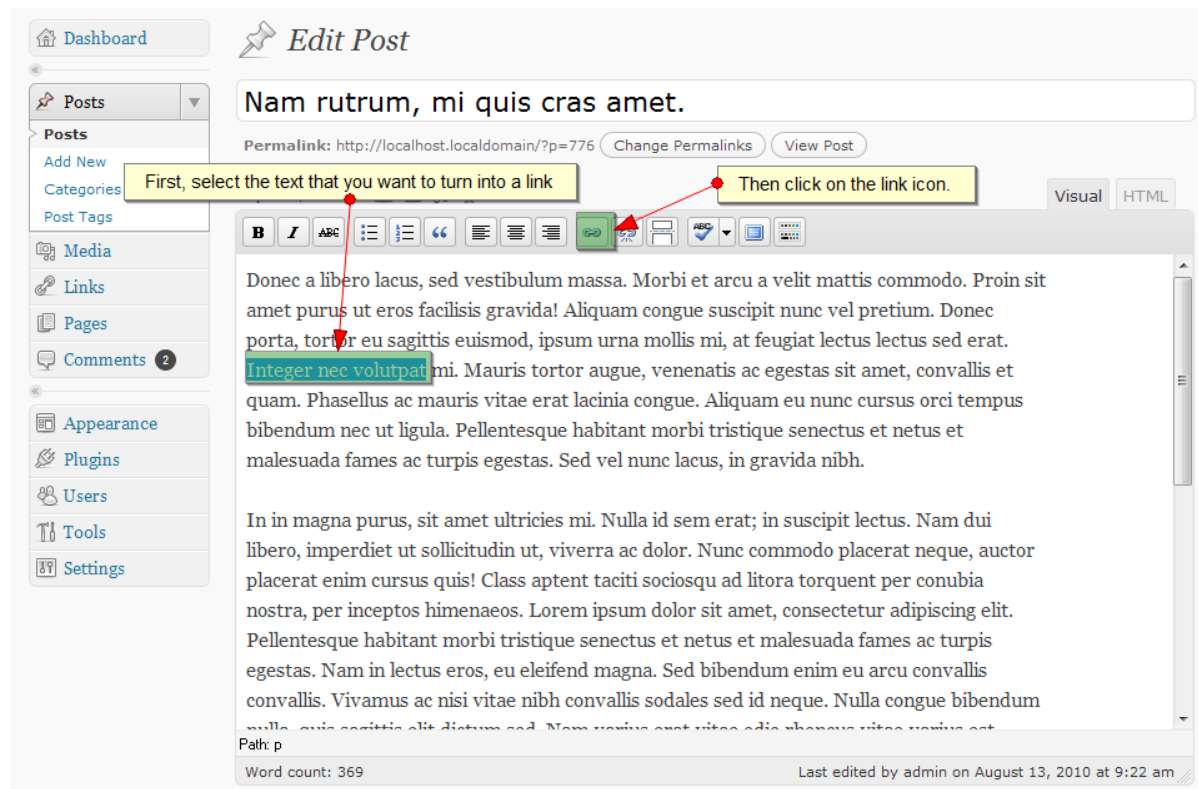 Dashboard
Edit Post
Posts
Nam rutrum, mi quis cras amet.
Posts
Add New
Categories
Post Tags
Media
Links
Pages
Comments 2
Appearance
Plugins
Users
Tools
Settings
Permalink: http://localhost.localdomain/?p=776 Change Permalinks View Post
First, select the text that you want to turn into a link
Then click on the link icon.
Visual HTML
B I ABC ABC
Donec a libero lacus, sed vestibulum massa. Morbi et arcu a velit mattis commodo. Proin sit
amet purus ut eros facilisis gravida! Aliquam congue suscipit nunc vel pretium. Donec
porta, tortor eu sagittis euismod, ipsum urna mollis mi, at feugiat lectus lectus sed erat.
Integer nec volutpat mi. Mauris tortor augue, venenatis ac egestas sit amet, convallis et
quam. Phasellus ac mauris vitae erat lacinia congue. Aliquam eu nunc cursus orci tempus
bibendum nec ut ligula. Pellentesque habitant morbi tristique senectus et netus et
malesuada fames ac turpis egestas. Sed vel nunc lacus, in gravida nibh.
In in magna purus, sit amet ultricies mi. Nulla id sem erat; in suscipit lectus. Nam dui
libero, imperdiet ut sollicitudin ut, viverra ac dolor. Nunc commodo placerat neque, auctor
placerat enim cursus quis! Class aptent taciti sociosqu ad litora torquent per conubia
nostra, per inceptos himenaeos. Lorem ipsum dolor sit amet, consectetur adipiscing elit.
Pellentesque habitant morbi tristique senectus et netus et malesuada fames ac turpis
egestas. Nam in lectus eros, eu eleifend magna. Sed bibendum enim eu arcu convallis
convallis. Vivamus ac nisi vitae nibh convallis sodales sed id neque. Nulla congue bibendum
Path: p
Word count: 369
Last edited by admin on August 13, 2010 at 9:22 am